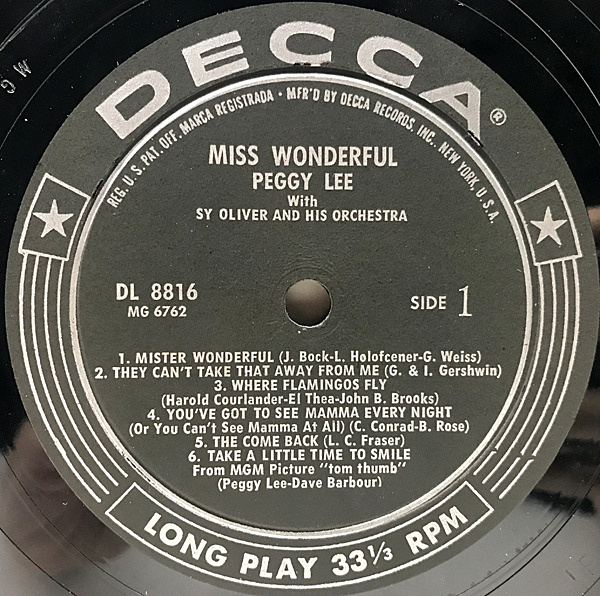 DECCA®
REG. U.S. PAT. OFF. MARCA REGISTRADA • MFR'D BY DECCA RECORDS, INC., NEW YORK, U.S.A.
MISS WONDERFUL
PEGGY LEE
With
SY OLIVER AND HIS ORCHESTRA
DL 8816
MG 6762
SIDE 1
1. MISTER WONDERFUL (J. Bock-L. Holofcener-G. Weiss)
2. THEY CAN'T TAKE THAT AWAY FROM ME (G. & I. Gershwin)
3. WHERE FLAMINGOS FLY
(Harold Courlander-El Thea-John B. Brooks)
4. YOU'VE GOT TO SEE MAMMA EVERY NIGHT
(Or You Can't See Mamma At All) (C. Conrad-B. Rose)
5. THE COME BACK (L. C. Fraser)
6. TAKE A LITTLE TIME TO SMILE
From MGM Picture "tom thumb"
(Peggy Lee-Dave Barbour)
LONG PLAY 33⅓ RPM